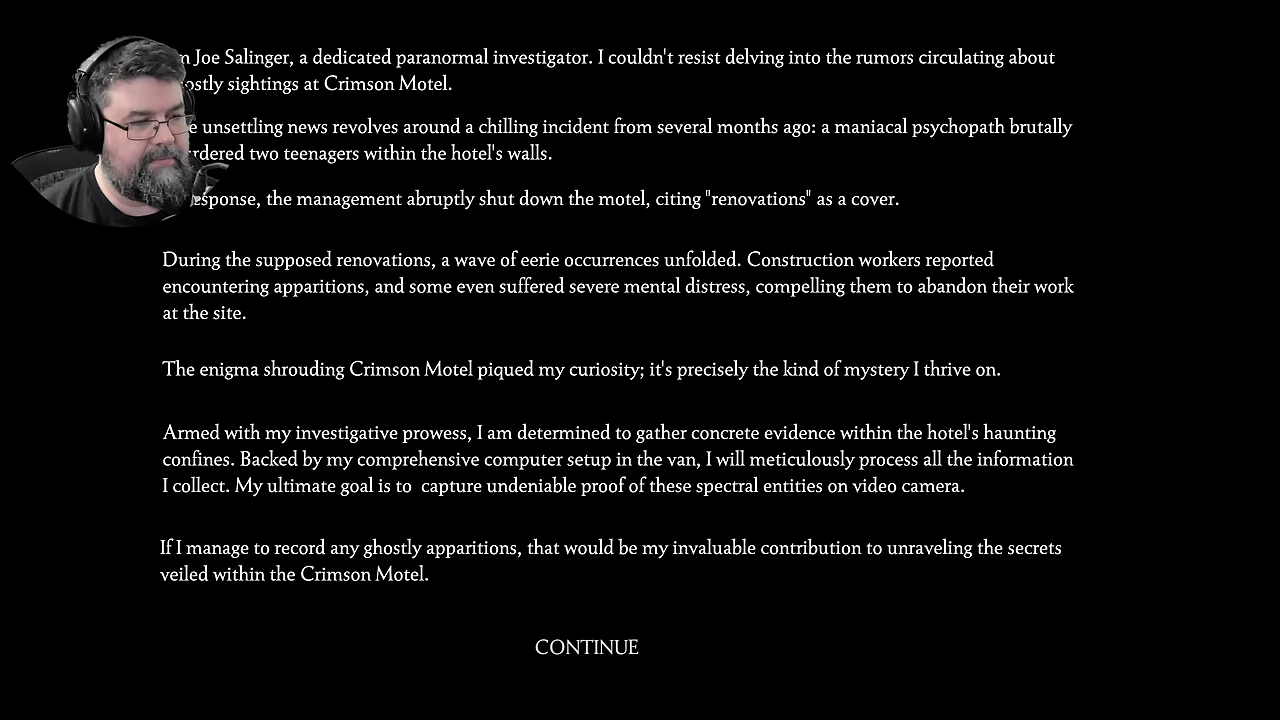 Joe Salinger, a dedicated paranormal investigator. I couldn't resist delving into the rumors circulating about
sightings at Crimson Motel.
unsettling news revolves around a chilling incident from several months ago: a maniacal psychopath brutally
two teenagers within the hotel's walls.
the management abruptly shut down the motel, citing "renovations" as a cover.
During the supposed renovations, a wave of eerie occurrences unfolded. Construction workers reported
encountering apparitions, and some even suffered severe mental distress, compelling them to abandon their work
at the site.
The enigma shrouding Crimson Motel piqued my curiosity; it's precisely the kind of mystery I thrive on.
Armed with my investigative prowess, I am determined to gather concrete evidence within the hotel's haunting
confines. Backed by my comprehensive computer setup in the van, I will meticulously process all the information
I collect. My ultimate goal is to capture undeniable proof of these spectral entities on video camera.
If I manage to record any ghostly apparitions, that would be my invaluable contribution to unraveling the secrets
veiled within the Crimson Motel.
CONTINUE